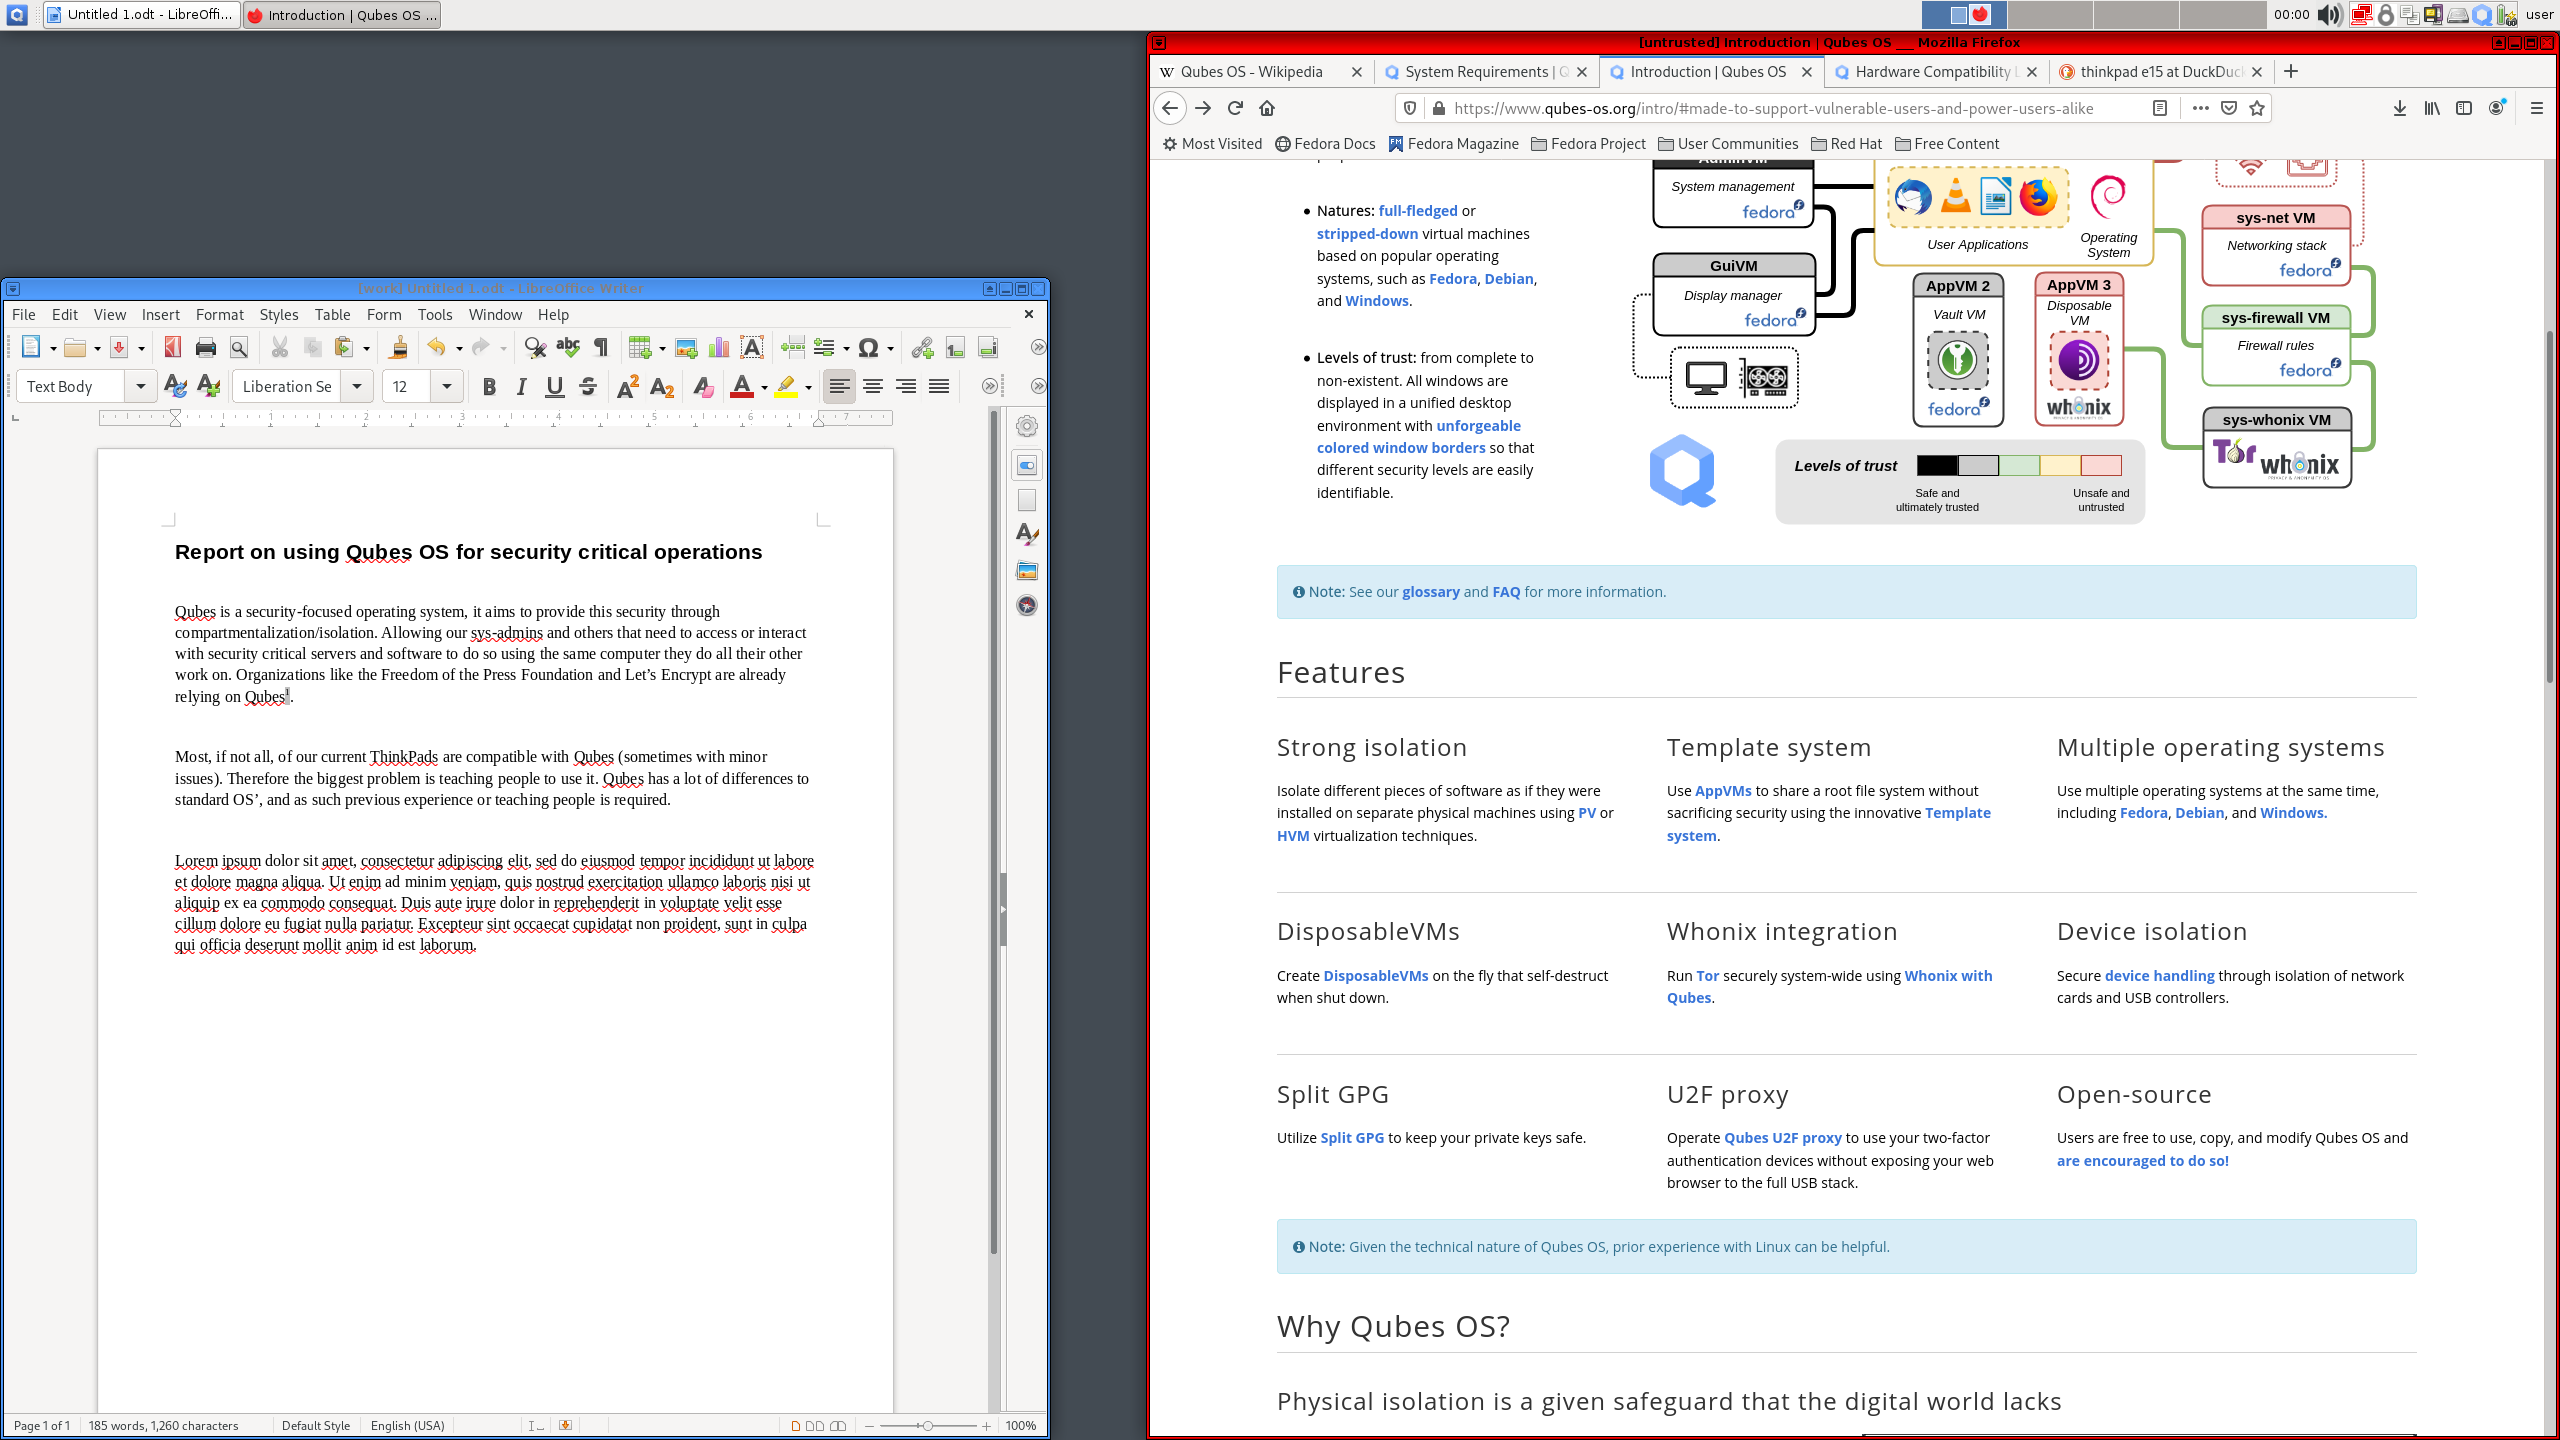 Untitled 1.odt - LibreOffi...
Introduction | Qubes OS ...
00:00
user
[work] Untitled 1.odt - LibreOffice Writer
File Edit View Insert Format Styles Table Form Tools Window Help
Text Body
Liberation Se
12
1 2 3 4 5 6 7
Report on using Qubes OS for security critical operations
Qubes is a security-focused operating system, it aims to provide this security through
compartmentalization/isolation. Allowing our sys-admins and others that need to access or interact
with security critical servers and software to do so using the same computer they do all their other
work on. Organizations like the Freedom of the Press Foundation and Let’s Encrypt are already
relying on Qubes1.
Most, if not all, of our current ThinkPads are compatible with Qubes (sometimes with minor
issues). Therefore the biggest problem is teaching people to use it. Qubes has a lot of differences to
standard OS’, and as such previous experience or teaching people is required.
Lorem ipsum dolor sit amet, consectetur adipiscing elit, sed do eiusmod tempor incididunt ut labore
et dolore magna aliqua. Ut enim ad minim veniam, quis nostrud exercitation ullamco laboris nisi ut
aliquip ex ea commodo consequat. Duis aute irure dolor in reprehenderit in voluptate velit esse
cillum dolore eu fugiat nulla pariatur. Excepteur sint occaecat cupidatat non proident, sunt in culpa
qui officia deserunt mollit anim id est laborum.
Page 1 of 1
185 words, 1,260 characters
Default Style
English (USA)
100%
[untrusted] Introduction | Qubes OS __ Mozilla Firefox
Qubes OS - Wikipedia
System Requirements | Q
Introduction | Qubes OS
Hardware Compatibility L
thinkpad e15 at DuckDuck
https://www.qubes-os.org/intro/#made-to-support-vulnerable-users-and-power-users-alike
Most Visited
Fedora Docs
Fedora Magazine
Fedora Project
User Communities
Red Hat
Free Content
Natures: full-fledged or
stripped-down virtual machines
based on popular operating
systems, such as Fedora, Debian,
and Windows.
Levels of trust: from complete to
non-existent. All windows are
displayed in a unified desktop
environment with unforgeable
colored window borders so that
different security levels are easily
identifiable.
AdminVM
System management
fedora
GuiVM
Display manager
fedora
User Applications
Operating
System
AppVM 2
Vault VM
fedora
AppVM 3
Disposable
VM
whonix
sys-net VM
Networking stack
fedora
sys-firewall VM
Firewall rules
fedora
sys-whonix VM
Tor
whonix
Levels of trust
Safe and
ultimately trusted
Unsafe and
untrusted
Note: See our glossary and FAQ for more information.
Features
Strong isolation
Isolate different pieces of software as if they were
installed on separate physical machines using PV or
HVM virtualization techniques.
Template system
Use AppVMs to share a root file system without
sacrificing security using the innovative Template
system.
Multiple operating systems
Use multiple operating systems at the same time,
including Fedora, Debian, and Windows.
DisposableVMs
Create DisposableVMs on the fly that self-destruct
when shut down.
Whonix integration
Run Tor securely system-wide using Whonix with
Qubes.
Device isolation
Secure device handling through isolation of network
cards and USB controllers.
Split GPG
Utilize Split GPG to keep your private keys safe.
U2F proxy
Operate Qubes U2F proxy to use your two-factor
authentication devices without exposing your web
browser to the full USB stack.
Open-source
Users are free to use, copy, and modify Qubes OS and
are encouraged to do so!
Note: Given the technical nature of Qubes OS, prior experience with Linux can be helpful.
Why Qubes OS?
Physical isolation is a given safeguard that the digital world lacks